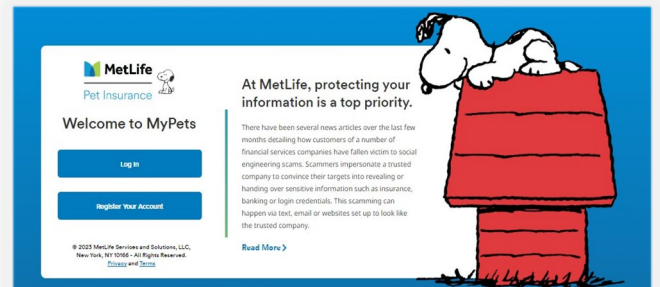 MetLife
Pet Insurance
Welcome to MyPets
Log In
Register Your Account
© 2023 MetLife Services and Solutions, LLC,
New York, NY 10166 - All Rights Reserved.
Privacy and Terms
At MetLife, protecting your
information is a top priority.
There have been several news articles over the last few
months detailing how customers of a number of
financial services companies have fallen victim to social
engineering scams. Scammers impersonate a trusted
company to convince their targets into revealing or
handing over sensitive information such as insurance,
banking or login credentials. This scamming can
happen via text, email or websites set up to look like
the trusted company.
Read More >